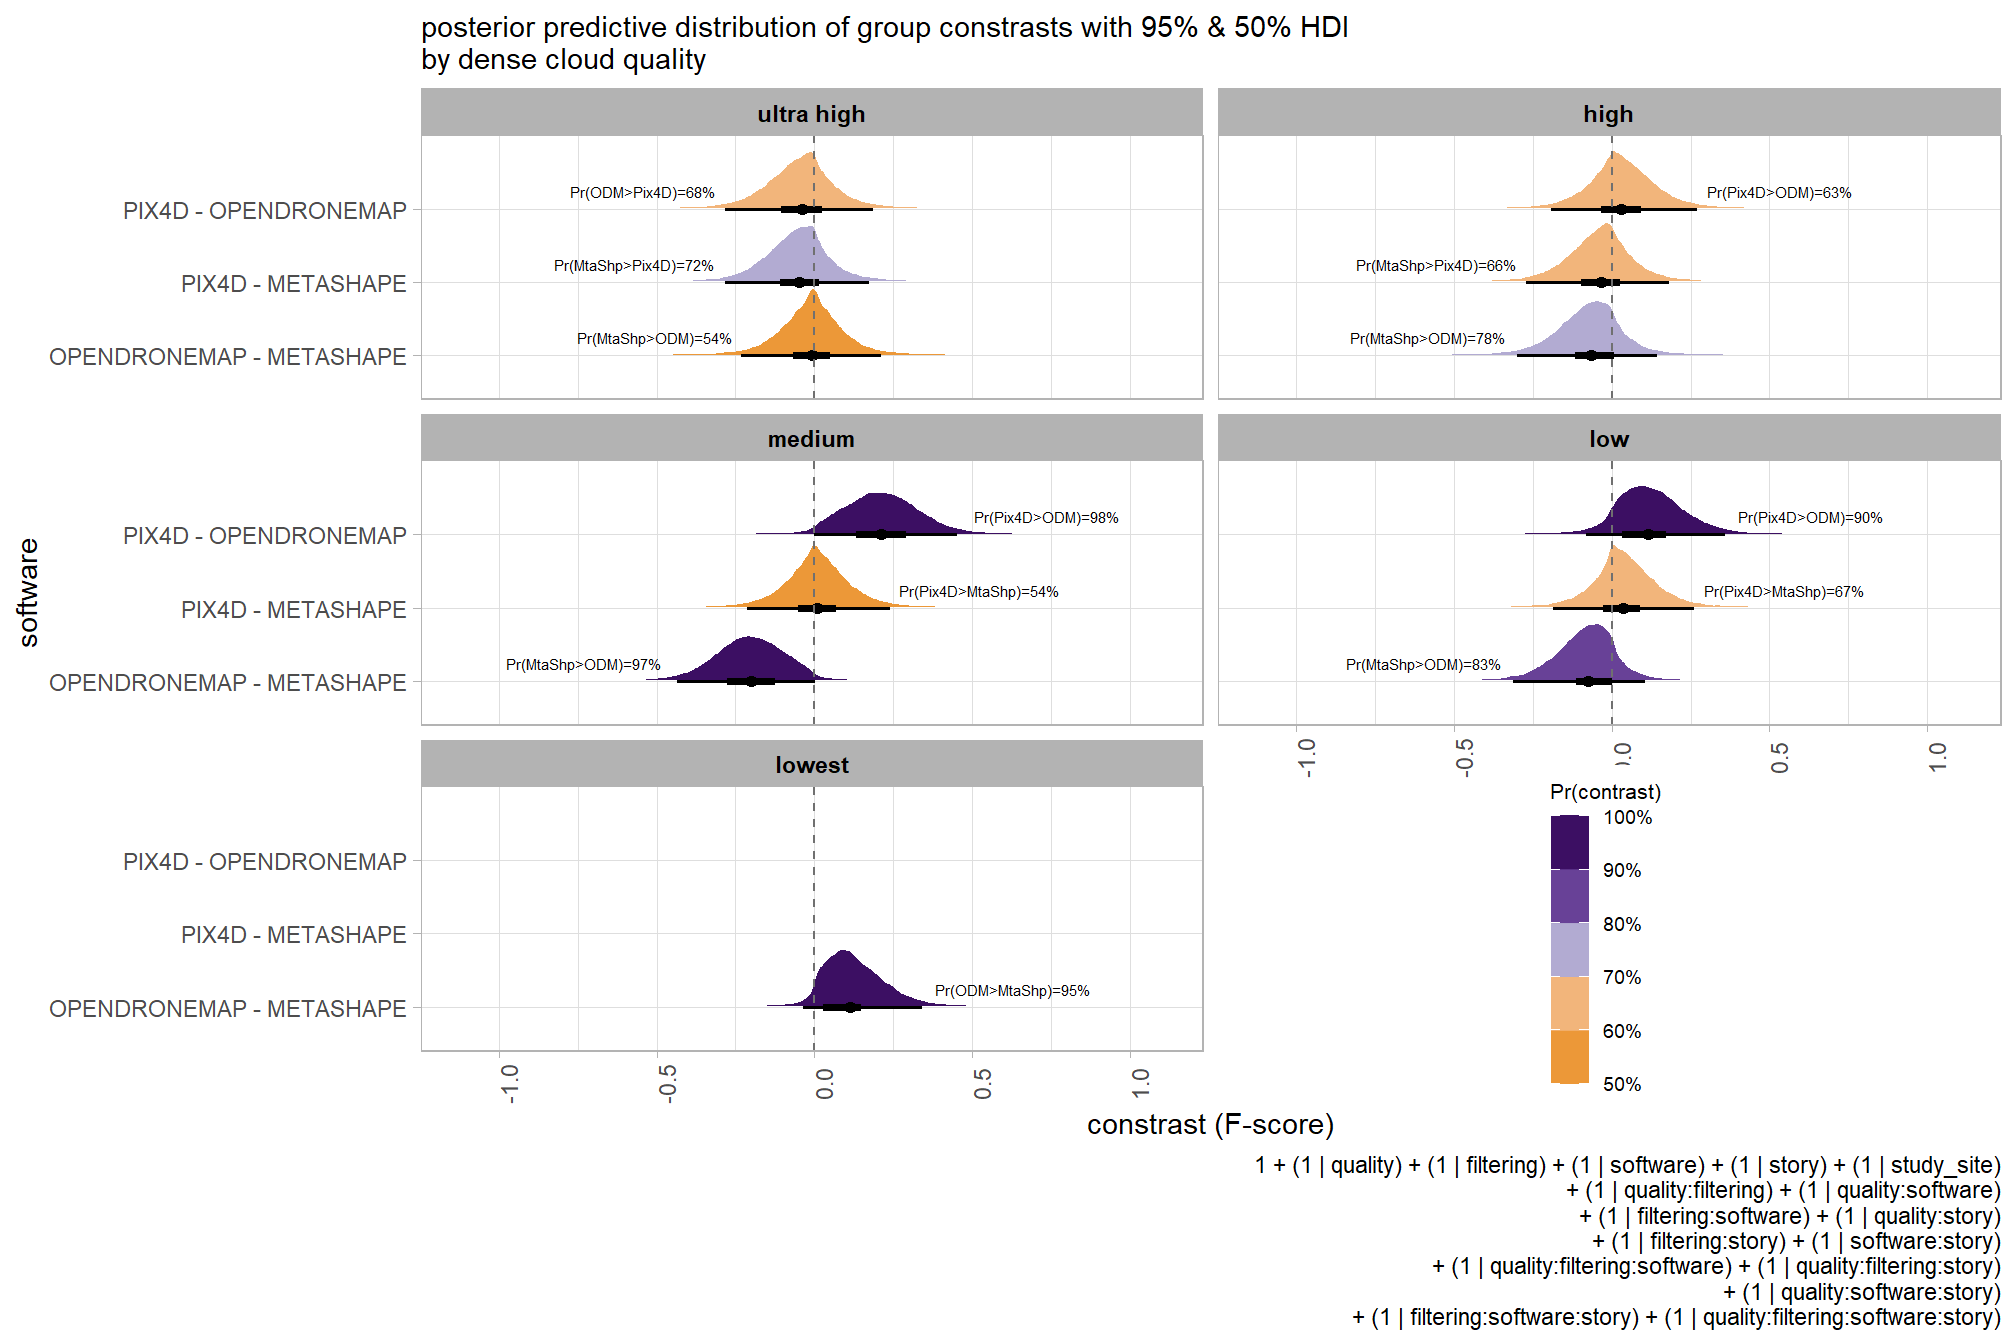 posterior predictive distribution of group constrasts with 95% & 50% HDI
by dense cloud quality
ultra high
high
PIX4D - OPENDRONEMAP
Pr(ODM>Pix4D)=68%
Pr(Pix4D>ODM)=63%
PIX4D - METASHAPE
Pr(MtaShp>Pix4D)=72%
Pr(MtaShp>Pix4D)=66%
OPENDRONEMAP - METASHAPE
Pr(MtaShp>ODM)=54%
Pr(MtaShp>ODM)=78%
medium
low
software
PIX4D - OPENDRONEMAP
Pr(Pix4D>ODM)=98%
Pr(Pix4D>ODM)=90%
PIX4D - METASHAPE
Pr(Pix4D>MtaShp)=54%
Pr(Pix4D>MtaShp)=67%
OPENDRONEMAP - METASHAPE
Pr(MtaShp>ODM)=97%
Pr(MtaShp>ODM)=83%
-1.0
-0.5
0.0
0.5
1.0
lowest
PIX4D - OPENDRONEMAP
PIX4D - METASHAPE
OPENDRONEMAP - METASHAPE
Pr(ODM>MtaShp)=95%
-1.0
-0.5
0.0
0.5
1.0
Pr(contrast)
100%
90%
80%
70%
60%
50%
constrast (F-score)
1 + (1 | quality) + (1 | filtering) + (1 | software) + (1 | story) + (1 | study_site)
+ (1 | quality:filtering) + (1 | quality:software)
+ (1 | filtering:software) + (1 | quality:story)
+ (1 | filtering:story) + (1 | software:story)
+ (1 | quality:filtering:software) + (1 | quality:filtering:story)
+ (1 | quality:software:story)
+ (1 | filtering:software:story) + (1 | quality:filtering:software:story)